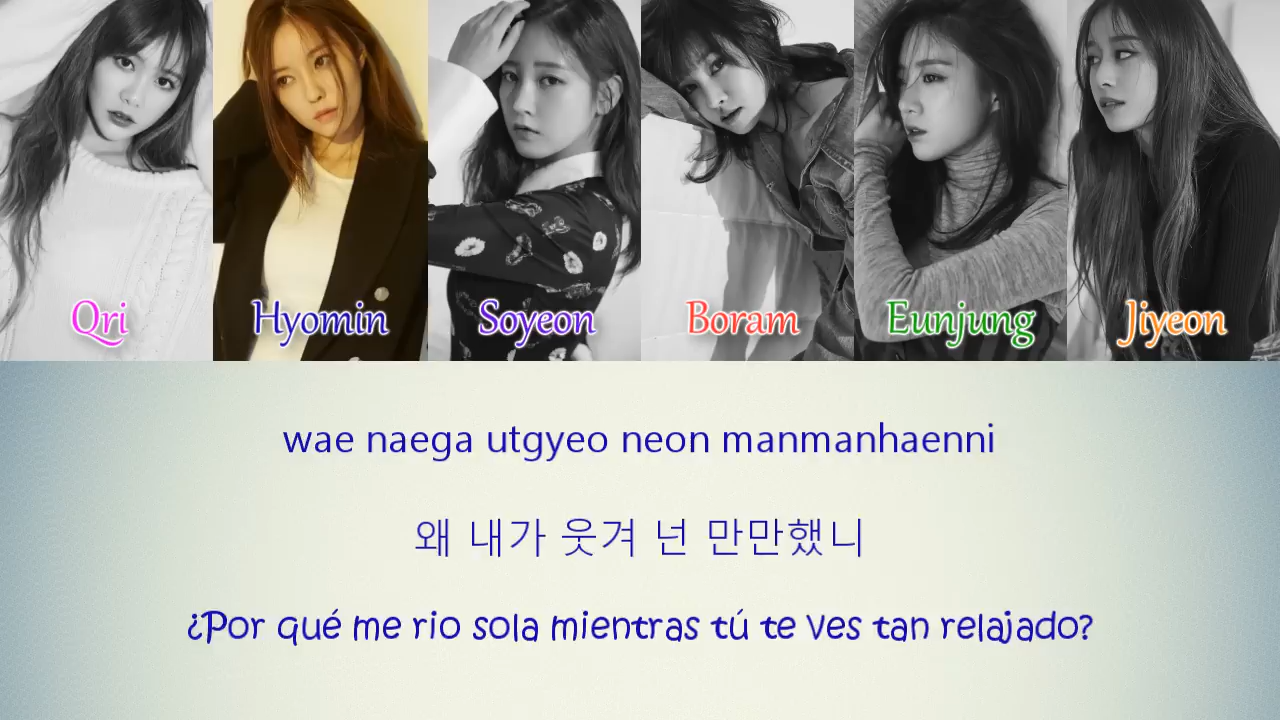 Qri Hyomin Soyeon Boram Eunjung Jiyeon
wae naega utgyeo neon manmanhaenni
왜 내가 웃겨 넌 만만했니
¿Por qué me rio sola mientras tú te ves tan relajado?